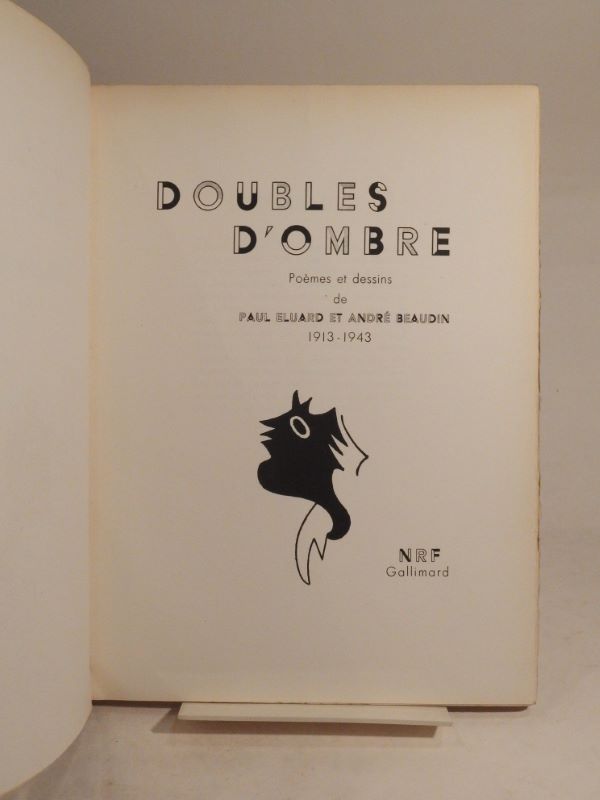 DOUBLES
D'OMBRE
Poèmes et dessins
de
PAUL ELUARD ET ANDRÉ BEAUDIN
1913-1943
NRF
Gallimard